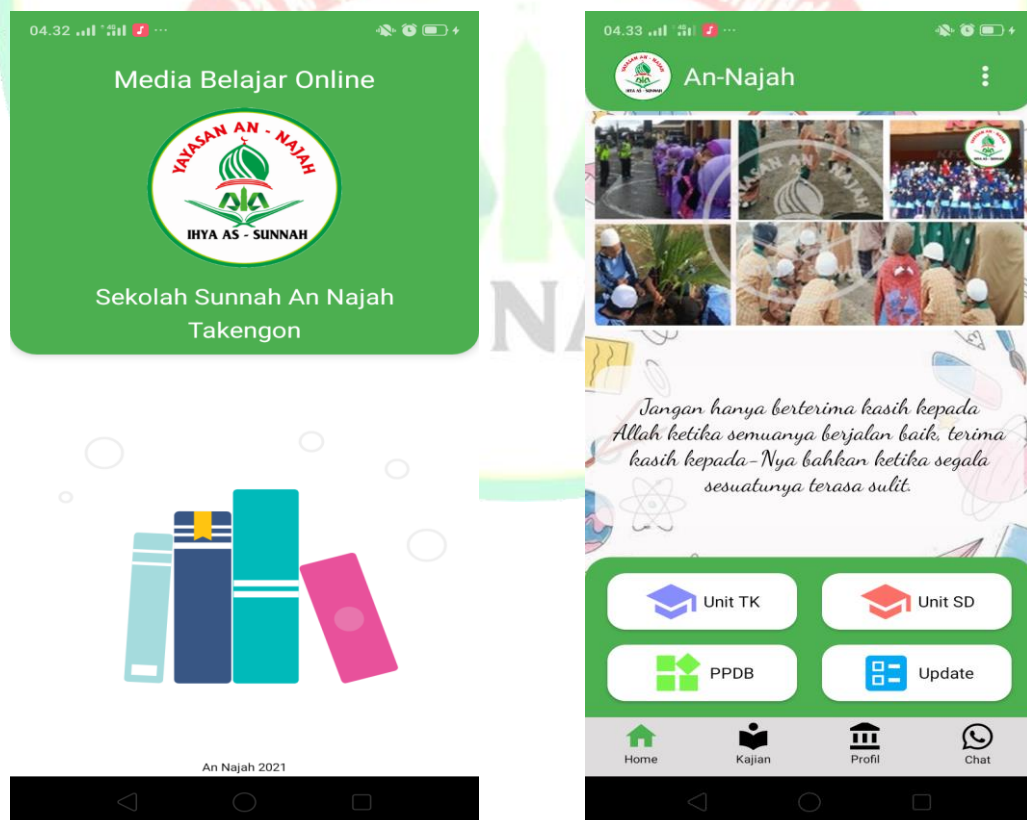 04.32
Media Belajar Online
YAYASAN AN - NAJAH
IHYA AS - SUNNAH
Sekolah Sunnah An Najah
Takengon
An Najah 2021
04.33
An-Najah
Jangan hanya berterima kasih kepada
Allah ketika semuanya berjalan baik, terima
kasih kepada-Nya bahkan ketika segala
sesuatunya terasa sulit.
Unit TK
Unit SD
PPDB
Update
Home
Kajian
Profil
Chat